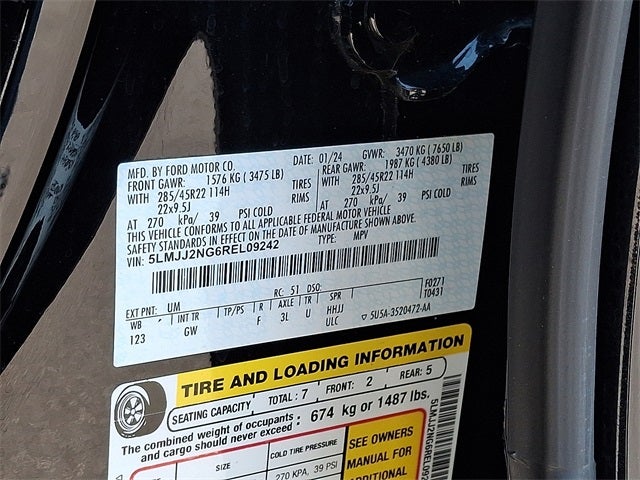 MFD. BY FORD MOTOR CO.
DATE: 01/24 GVWR: 3470 KG (7650 LB)
FRONT GAWR: 1576 KG (3475 LB)
REAR GAWR: 1987 KG (4380 LB)
WITH 285/45R22 114H TIRES
22x9.5J RIMS
WITH 285/45R22 114H TIRES
22x9.5J RIMS
AT 270 kPa/ 39 PSI COLD
AT 270 kPa/ 39 PSI COLD
THIS VEHICLE CONFORMS TO ALL APPLICABLE FEDERAL MOTOR VEHICLE
SAFETY STANDARDS IN EFFECT ON THE DATE OF MANUFACTURE SHOWN ABOVE.
VIN: 5LMJJ2NG6REL09242 TYPE: MPV
EXT PNT: UM RC: 51 DSO: F0271
T0431
WB INT TR TP/PS R AXLE TR SPR
123 GW F 3L U HHJJ
ULC 5U5A-3520472-AA
TIRE AND LOADING INFORMATION
SEATING CAPACITY TOTAL: 7 FRONT: 2 REAR: 5
The combined weight of occupants
and cargo should never exceed: 674 kg or 1487 lbs.
SIZE COLD TIRE PRESSURE
270 KPA, 39 PSI
SEE OWNERS
MANUAL FOR
ADDITIONAL